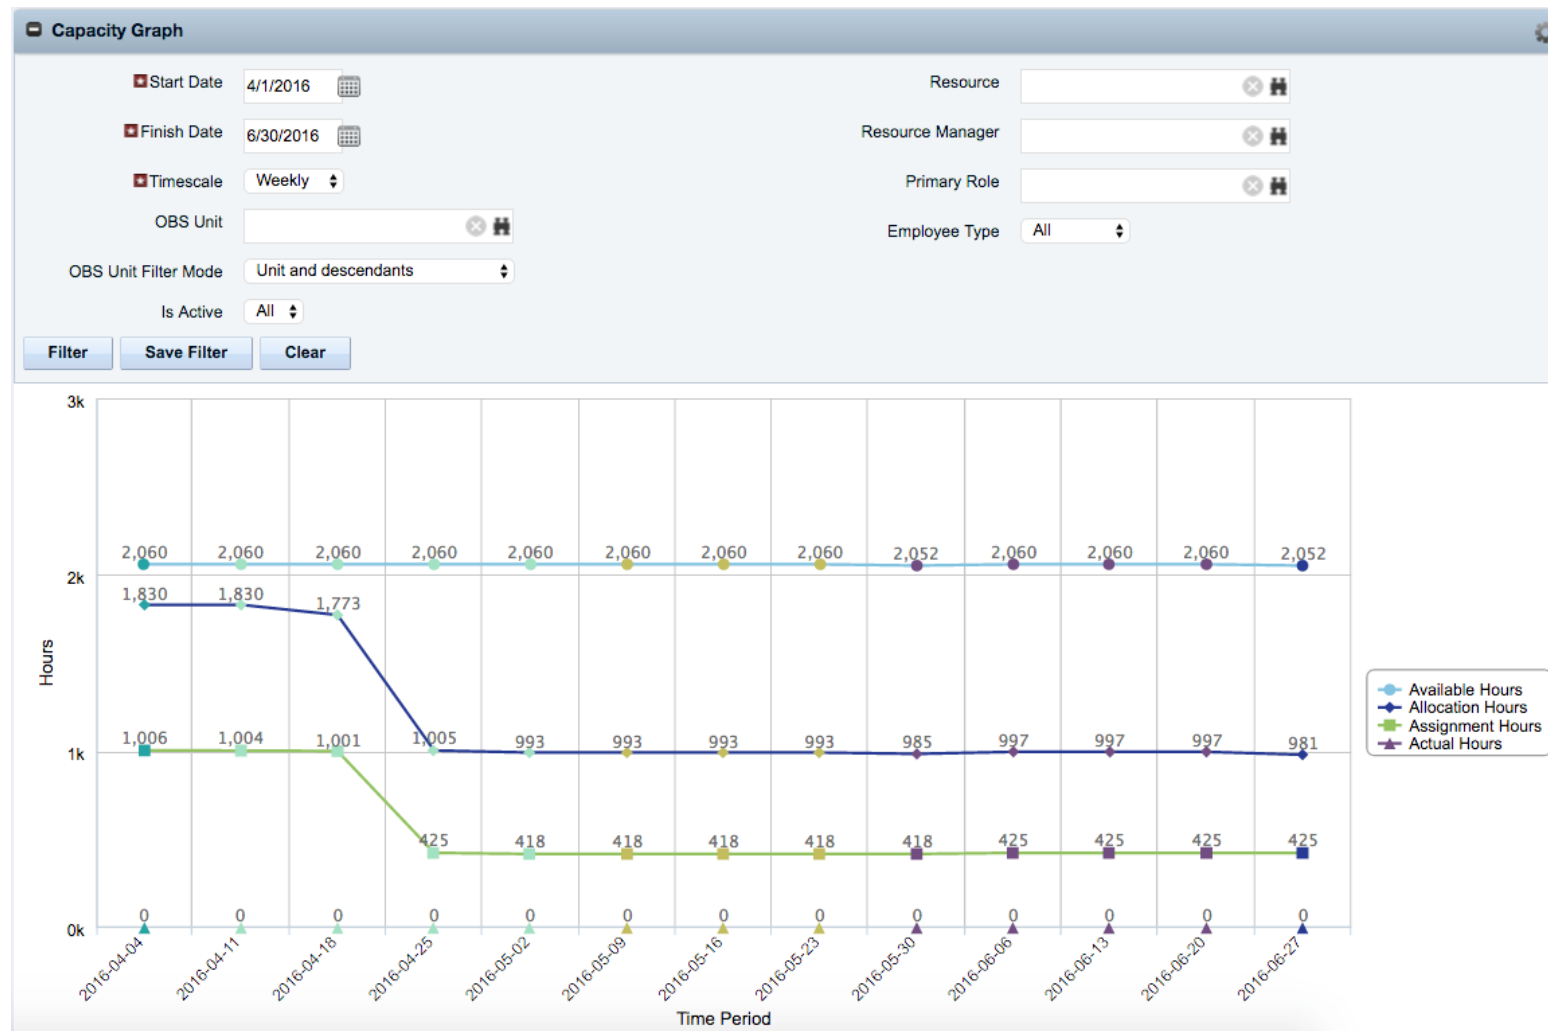 Capacity Graph
Start Date 4/1/2016
Resource
Finish Date 6/30/2016
Resource Manager
Timescale Weekly
Primary Role
OBS Unit
Employee Type All
OBS Unit Filter Mode Unit and descendants
Is Active All
Filter Save Filter Clear
3k
2,060 2,060 2,060 2,060 2,060 2,060 2,060 2,060 2,052 2,060 2,060 2,060 2,052
2k
1,830 1,830 1,773
Hours
Available Hours
Allocation Hours
Assignment Hours
Actual Hours
1,006 1,004 1,001 1,005 993 993 993 993 985 997 997 997 981
1k
425 418 418 418 418 418 425 425 425 425
0 0 0 0 0 0 0 0 0 0 0 0 0
0k
2016-04-04 2016-04-11 2016-04-18 2016-04-25 2016-05-02 2016-05-09 2016-05-16 2016-05-23 2016-05-30 2016-06-06 2016-06-13 2016-06-20 2016-06-27
Time Period